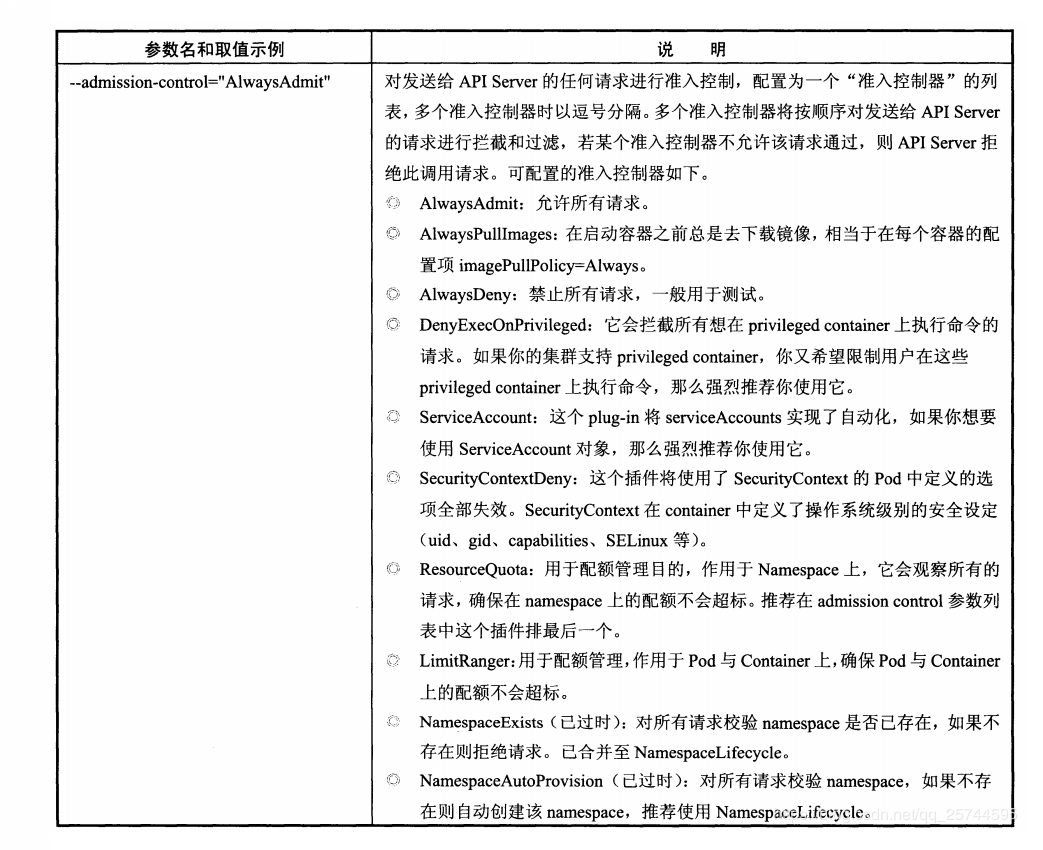 参数名和取值示例
说 明
--admission-control="AlwaysAdmit"
对发送给 API Server 的任何请求进行准入控制，配置为一个“准入控制器”的列
表，多个准入控制器时以逗号分隔。多个准入控制器将按顺序对发送给 API Server
的请求进行拦截和过滤，若某个准入控制器不允许该请求通过，则 API Server 拒
绝此调用请求。可配置的准入控制器如下。
AlwaysAdmit：允许所有请求。
AlwaysPullImages：在启动容器之前总是去下载镜像，相当于在每个容器的配
置项 imagePullPolicy=Always。
AlwaysDeny：禁止所有请求，一般用于测试。
DenyExecOnPrivileged：它会拦截所有想在 privileged container 上执行命令的
请求。如果你的集群支持 privileged container，你又希望限制用户在这些
privileged container 上执行命令，那么强烈推荐你使用它。
ServiceAccount：这个 plug-in 将 serviceAccounts 实现了自动化，如果你想要
使用 ServiceAccount 对象，那么强烈推荐你使用它。
SecurityContextDeny：这个插件将使用了 SecurityContext 的 Pod 中定义的选
项全部失效。SecurityContext 在 container 中定义了操作系统级别的安全设定
（uid、gid、capabilities、SELinux 等）。
ResourceQuota：用于配额管理目的，作用于 Namespace 上，它会观察所有的
请求，确保在 namespace 上的配额不会超标。推荐在 admission control 参数列
表中这个插件排最后一个。
LimitRanger：用于配额管理，作用于 Pod 与 Container 上，确保 Pod 与 Container
上的配额不会超标。
NamespaceExists（已过时）：对所有请求校验 namespace 是否已存在，如果不
存在则拒绝请求。已合并至 NamespaceLifecycle。
NamespaceAutoProvision（已过时）：对所有请求校验 namespace，如果不存
在则自动创建该 namespace，推荐使用 NamespaceLifecycle。